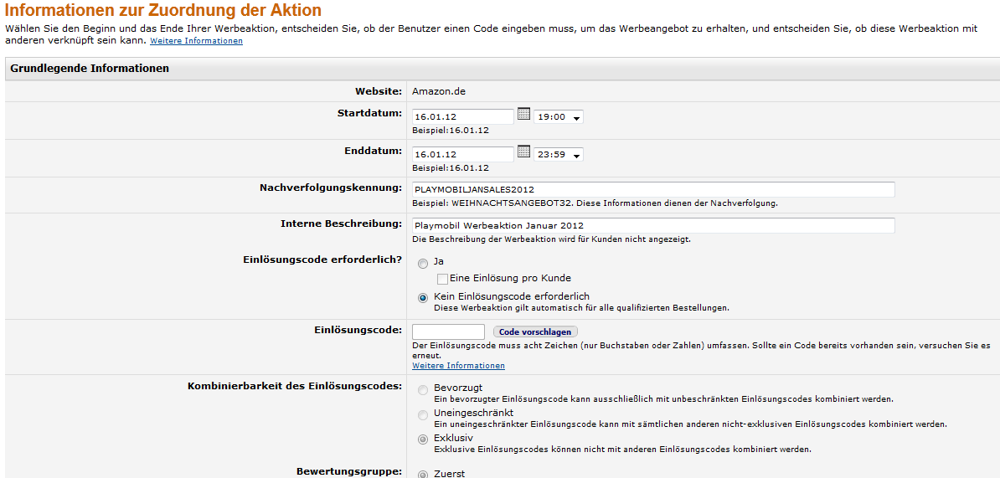 Informationen zur Zuordnung der Aktion
Wählen Sie den Beginn und das Ende Ihrer Werbeaktion, entscheiden Sie, ob der Benutzer einen Code eingeben muss, um das Werbeangebot zu erhalten, und entscheiden Sie, ob diese Werbeaktion mit
anderen verknüpft sein kann. Weitere Informationen
Grundlegende Informationen
Website: Amazon.de
Startdatum: 16.01.12 19:00
Beispiel:16.01.12
Enddatum: 16.01.12 23:59
Beispiel:16.01.12
Nachverfolgungskennung: PLAYMOBILJANSALES2012
Beispiel: WEIHNACHTSANGEBOT32. Diese Informationen dienen der Nachverfolgung.
Interne Beschreibung: Playmobil Werbeaktion Januar 2012
Die Beschreibung der Werbeaktion wird für Kunden nicht angezeigt.
Einlösungscode erforderlich? Ja
Eine Einlösung pro Kunde
Kein Einlösungscode erforderlich
Diese Werbeaktion gilt automatisch für alle qualifizierten Bestellungen.
Einlösungscode: Code vorschlagen
Der Einlösungscode muss acht Zeichen (nur Buchstaben oder Zahlen) umfassen. Sollte ein Code bereits vorhanden sein, versuchen Sie es
erneut.
Weitere Informationen
Kombinierbarkeit des Einlösungscodes: Bevorzugt
Ein bevorzugter Einlösungscode kann ausschließlich mit unbeschränkten Einlösungscodes kombiniert werden.
Uneingeschränkt
Ein uneingeschränkter Einlösungscode kann mit sämtlichen anderen nicht-exklusiven Einlösungscodes kombiniert werden.
Exklusiv
Exklusive Einlösungscodes können nicht mit anderen Einlösungscodes kombiniert werden.
Bewertungsgruppe: Zuerst